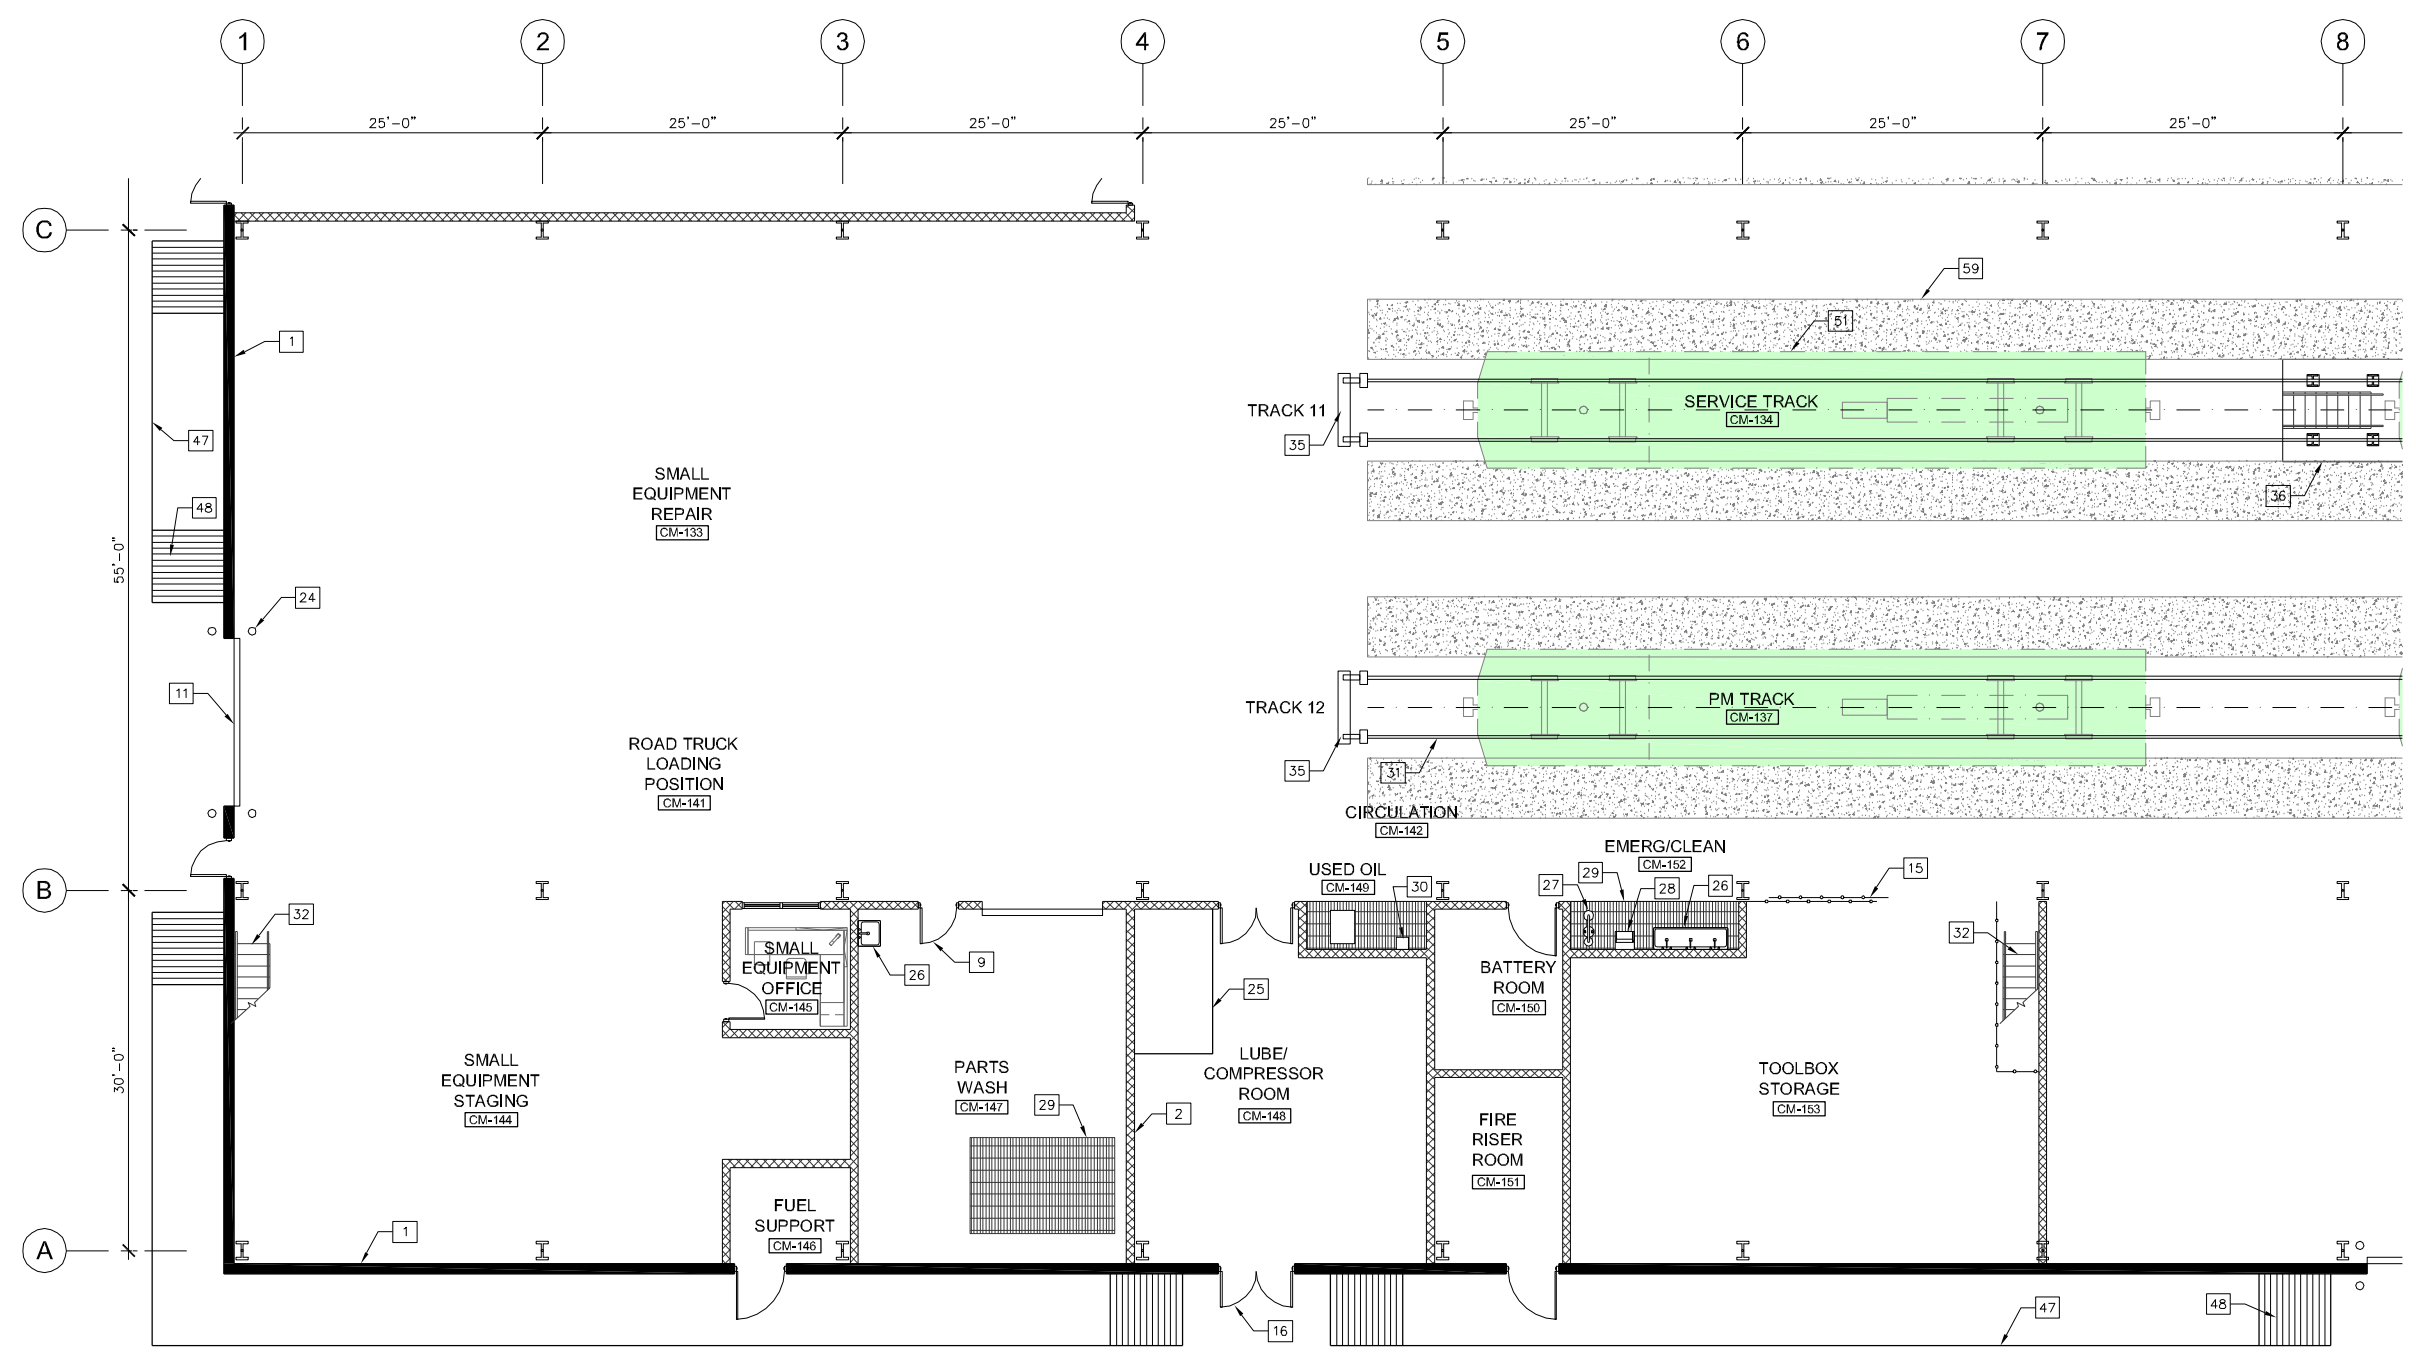 1 2 3 4 5 6 7 8
25'-0" 25'-0" 25'-0" 25'-0" 25'-0" 25'-0" 25'-0"
C
59
51
1
TRACK 11
SERVICE TRACK
CM-134
47
35
SMALL
EQUIPMENT
REPAIR
CM-133
36
48
55'-0"
24
11
TRACK 12
PM TRACK
CM-137
35
31
ROAD TRUCK
LOADING
POSITION
CM-141
CIRCULATION
CM-142
EMERG/CLEAN
CM-152
USED OIL
CM-149
30
27
29
28
26
15
B
32
SMALL
EQUIPMENT
OFFICE
CM-145
26
9
25
BATTERY
ROOM
CM-150
32
30'-0"
SMALL
EQUIPMENT
STAGING
CM-144
PARTS
WASH
CM-147
29
2
LUBE/
COMPRESSOR
ROOM
CM-148
FIRE
RISER
ROOM
CM-151
TOOLBOX
STORAGE
CM-153
FUEL
SUPPORT
CM-146
1
A
16
47
48